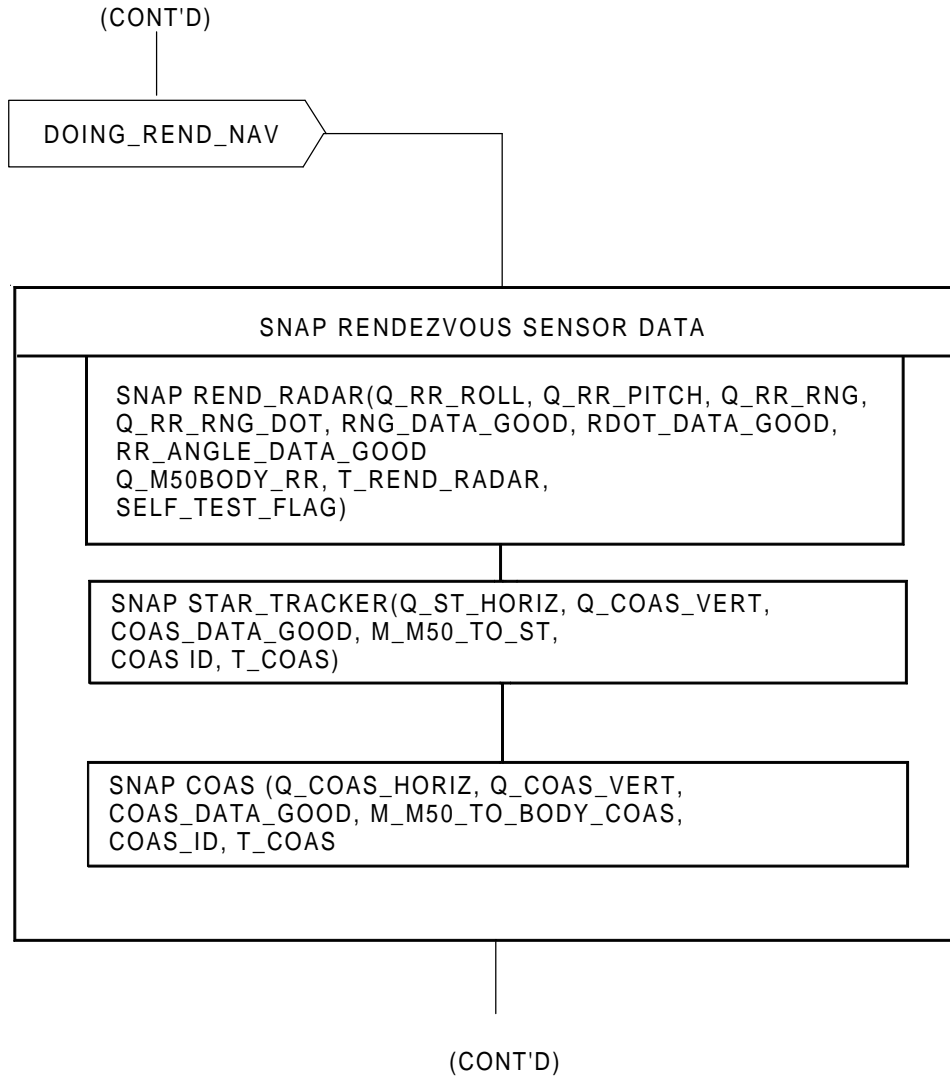 (CONT'D)
DOING_REND_NAV
SNAP RENDEZVOUS SENSOR DATA
SNAP REND_RADAR(Q_RR_ROLL, Q_RR_PITCH, Q_RR_RNG,
Q_RR_RNG_DOT, RNG_DATA_GOOD, RDOT_DATA_GOOD,
RR_ANGLE_DATA_GOOD
Q_M50BODY_RR, T_REND_RADAR,
SELF_TEST_FLAG)
SNAP STAR_TRACKER(Q_ST_HORIZ, Q_COAS_VERT,
COAS_DATA_GOOD, M_M50_TO_ST,
COAS ID, T_COAS)
SNAP COAS (Q_COAS_HORIZ, Q_COAS_VERT,
COAS_DATA_GOOD, M_M50_TO_BODY_COAS,
COAS_ID, T_COAS
(CONT'D)